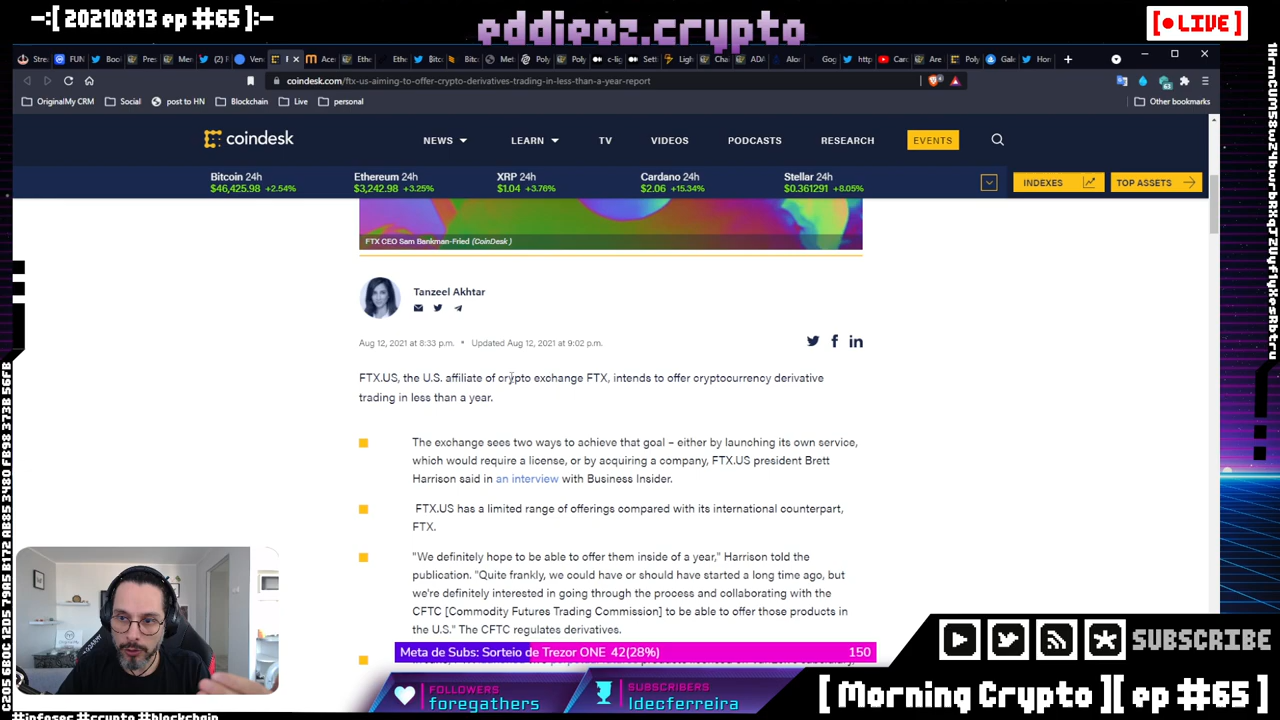 -:[ 20210813 ep #65 ]:-
eddieoz.crypto
[● LIVE ]
coindesk.com/ftx-us-aiming-to-offer-crypto-derivatives-trading-in-less-than-a-year-report
OriginalMy CRM
Social
post to HN
Blockchain
Live
personal
Other bookmarks
coindesk
NEWS
LEARN
TV
VIDEOS
PODCASTS
RESEARCH
EVENTS
Bitcoin 24h
$46,425.98 +2.54%
Ethereum 24h
$3,242.98 +3.25%
XRP 24h
$1.04 +3.76%
Cardano 24h
$2.06 +15.34%
Stellar 24h
$0.361291 +8.05%
INDEXES
TOP ASSETS
FTX CEO Sam Bankman-Fried (CoinDesk )
Tanzeel Akhtar
Aug 12, 2021 at 8:33 p.m. • Updated Aug 12, 2021 at 9:02 p.m.
FTX.US, the U.S. affiliate of crypto exchange FTX, intends to offer cryptocurrency derivative
trading in less than a year.
The exchange sees two ways to achieve that goal – either by launching its own service,
which would require a license, or by acquiring a company, FTX.US president Brett
Harrison said in an interview with Business Insider.
FTX.US has a limited range of offerings compared with its international counterpart,
FTX.
"We definitely hope to be able to offer them inside of a year," Harrison told the
publication. "Quite frankly, we could have or should have started a long time ago, but
we're definitely interested in going through the process and collaborating with the
CFTC [Commodity Futures Trading Commission] to be able to offer those products in
the U.S." The CFTC regulates derivatives.
Meta de Subs: Sorteio de Trezor ONE 42(28%)
150
FOLLOWERS
foregathers
SUBSCRIBERS
ldecferreira
SUBSCRIBE
[ Morning Crypto ][ ep #65 ]
#infosec #crypto #blockchain